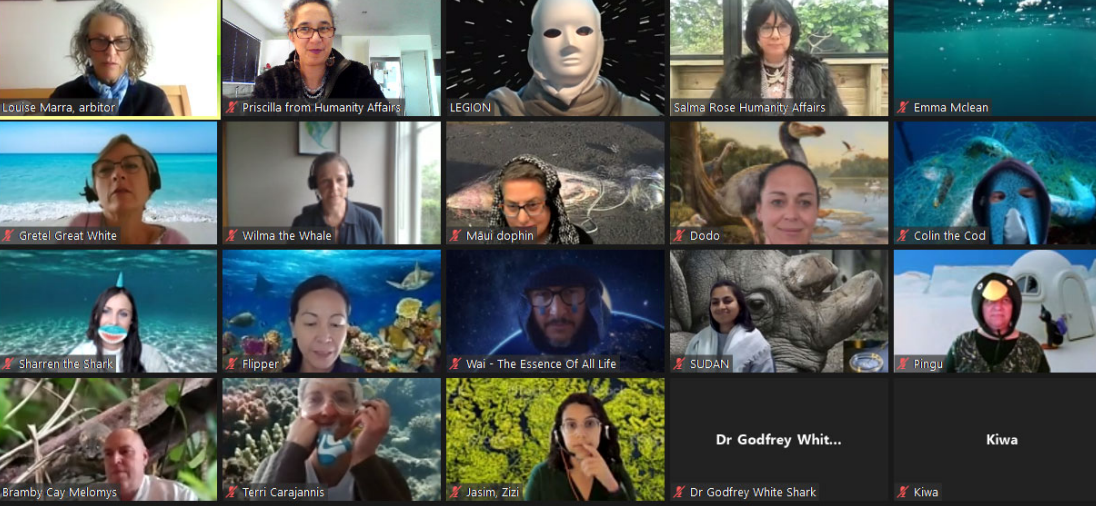 Louise Marra, arbitor
Priscilla from Humanity Affairs
LEGION
Salma Rose Humanity Affairs
Emma Mclean
Gretel Great White
Wilma the Whale
Māui dophin
Dodo
Colin the Cod
Sharren the Shark
Flipper
Wai - The Essence Of All Life
SUDAN
Pingu
Bramby Cay Melomys
Terri Carajannis
Jasim, Zizi
Dr Godfrey Whit...
Dr Godfrey White Shark
Kiwa
Kiwa